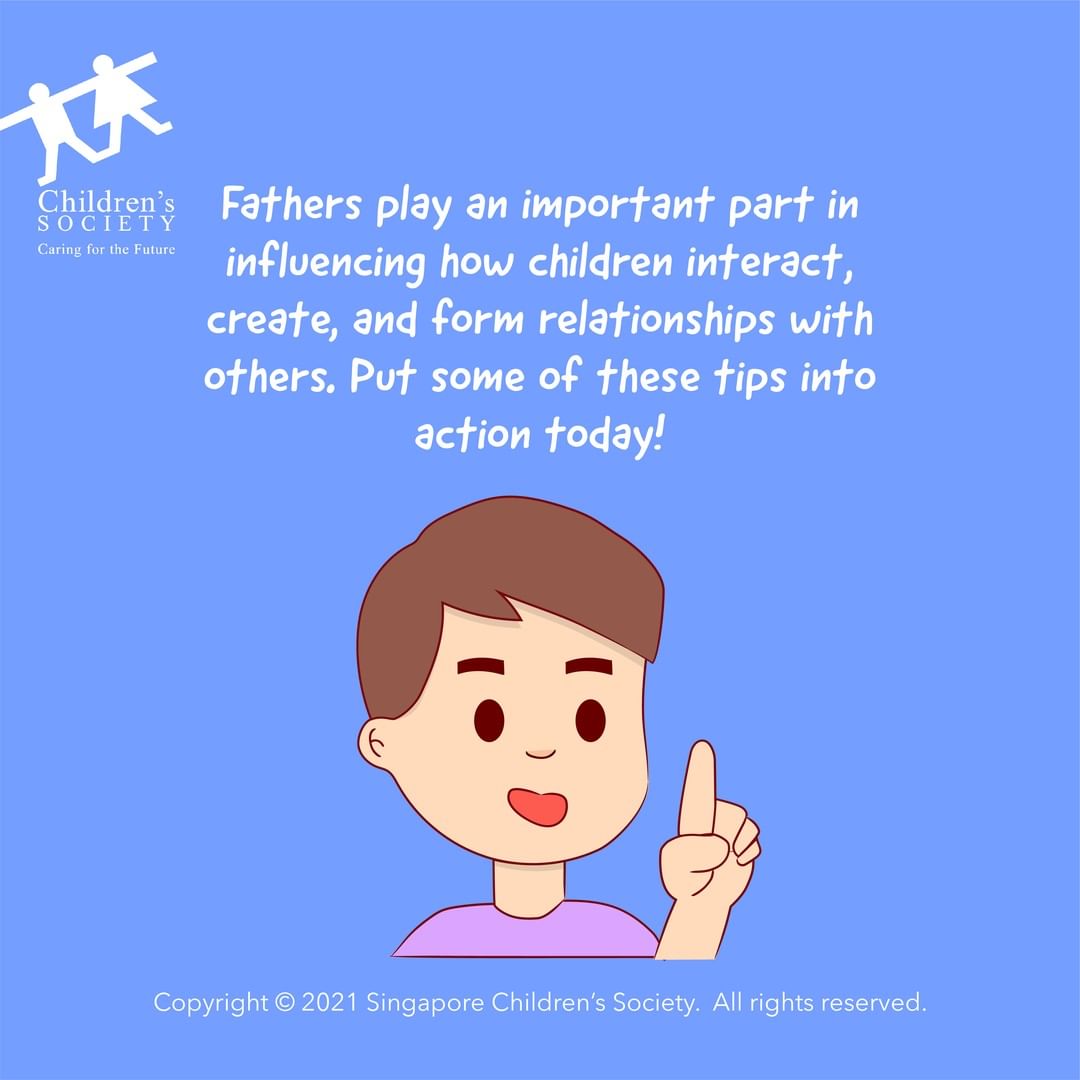 Children's
SOCIETY
Caring for the Future
Fathers play an important part in
influencing how children interact,
create, and form relationships with
others. Put some of these tips into
action today!
Copyright © 2021 Singapore Children's Society. All rights reserved.